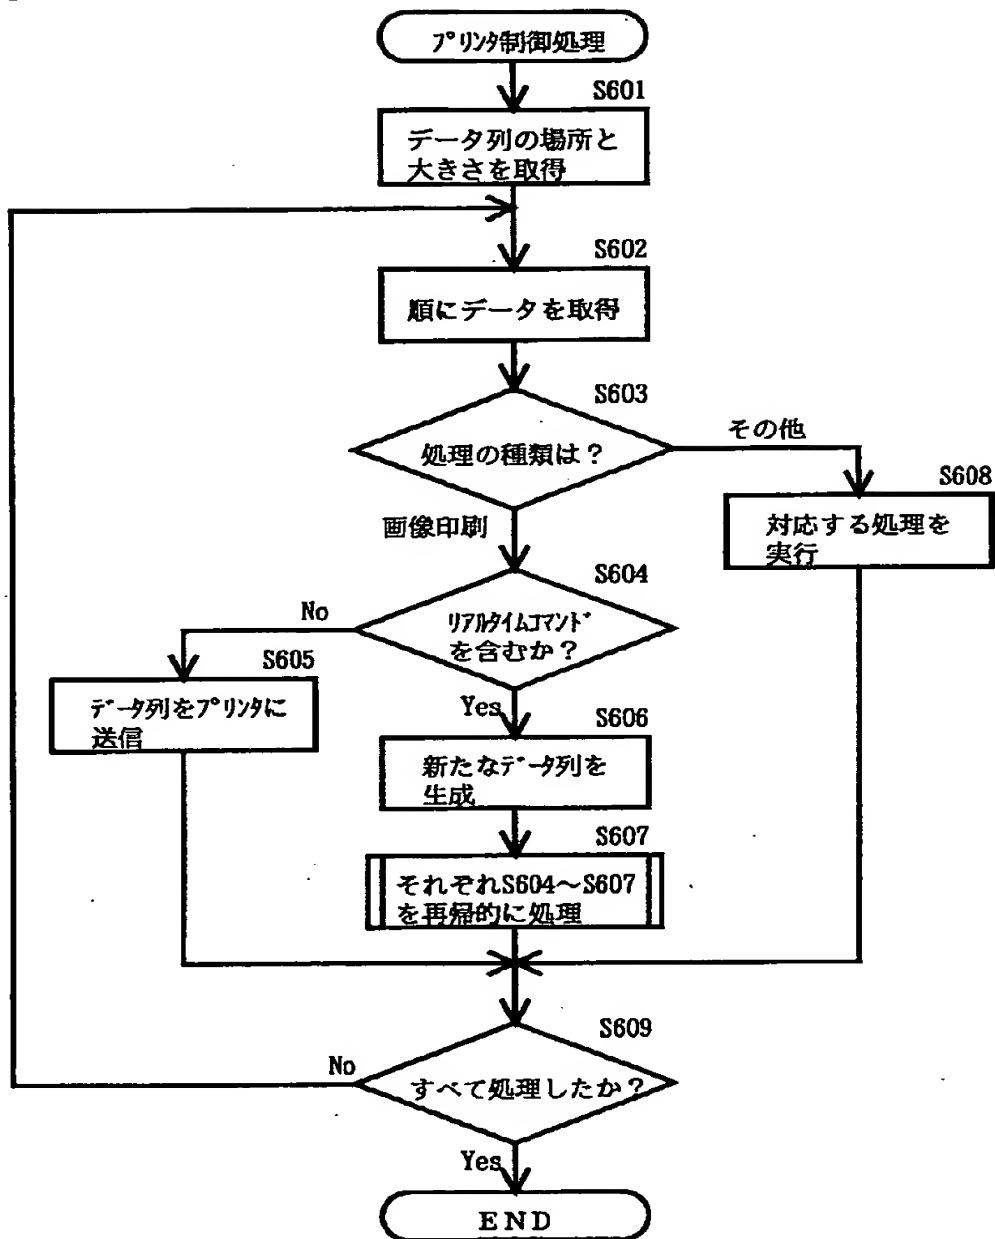 プリンタ制御処理
S601
データ列の場所と
大きさを取得
S602
順にデータを取得
S603
処理の種類は？
その他
S608
対応する処理を
実行
画像印刷
S604
リアルタイムコマンド
を含むか？
No
S605
データ列をプリンタに
送信
Yes
S606
新たなデータ列を
生成
S607
それぞれS604～S607
を再帰的に処理
S609
すべて処理したか？
No
Yes
END